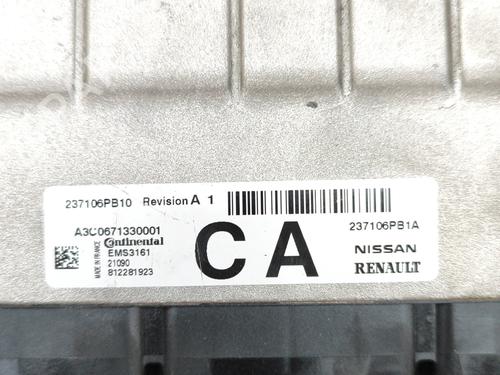 237106PB10 Revision A 1
A3C0671330001
237106PB1A
MADE IN FRANCE
Continental
EMS3161
21090
812281923
CA
NISSAN
RENAULT